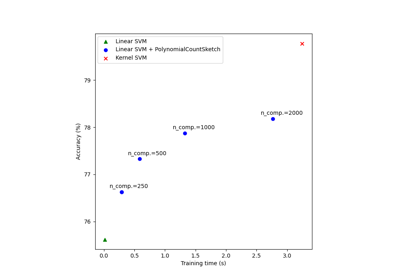 Linear SVM
Linear SVM + PolynomialCountSketch
Kernel SVM
79
n_comp.=2000
n_comp.=1000
78
Accuracy (%)
n_comp.=500
77
n_comp.=250
76
0.0 0.5 1.0 1.5 2.0 2.5 3.0
Training time (s)